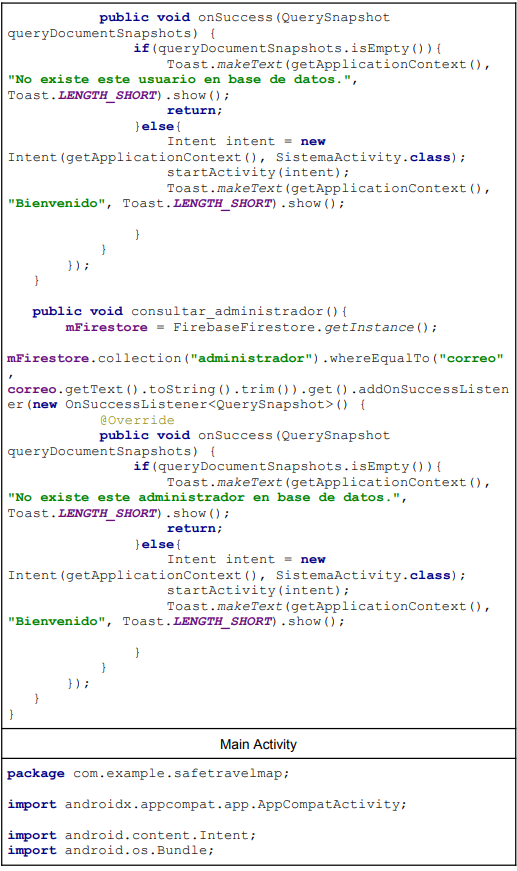 public void onSuccess(QuerySnapshot
queryDocumentSnapshots) {
if(queryDocumentSnapshots.isEmpty()){
Toast.makeText(getApplicationContext(),
"No existe este usuario en base de datos.",
Toast.LENGTH_SHORT).show();
return;
}else{
Intent intent = new
Intent(getApplicationContext(), SistemaActivity.class);
startActivity(intent);
Toast.makeText(getApplicationContext(),
"Bienvenido", Toast.LENGTH_SHORT).show();
}
}
});
}
public void consultar_administrador(){
mFirestore = FirebaseFirestore.getInstance();
mFirestore.collection("administrador").whereEqualTo("correo"
,
correo.getText().toString().trim()).get().addOnSuccessListen
er(new OnSuccessListener<QuerySnapshot>() {
@Override
public void onSuccess(QuerySnapshot
queryDocumentSnapshots) {
if(queryDocumentSnapshots.isEmpty()){
Toast.makeText(getApplicationContext(),
"No existe este administrador en base de datos.",
Toast.LENGTH_SHORT).show();
return;
}else{
Intent intent = new
Intent(getApplicationContext(), SistemaActivity.class);
startActivity(intent);
Toast.makeText(getApplicationContext(),
"Bienvenido", Toast.LENGTH_SHORT).show();
}
}
});
}
}
Main Activity
package com.example.safetravelmap;
import androidx.appcompat.app.AppCompatActivity;
import android.content.Intent;
import android.os.Bundle;